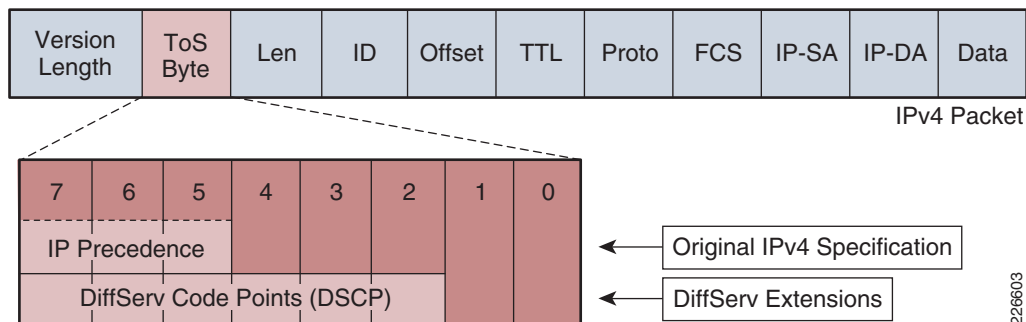 Version Length
ToS Byte
Len
ID
Offset
TTL
Proto
FCS
IP-SA
IP-DA
Data
IPv4 Packet
7 6 5 4 3 2 1 0
IP Precedence
Original IPv4 Specification
DiffServ Code Points (DSCP)
DiffServ Extensions
226603